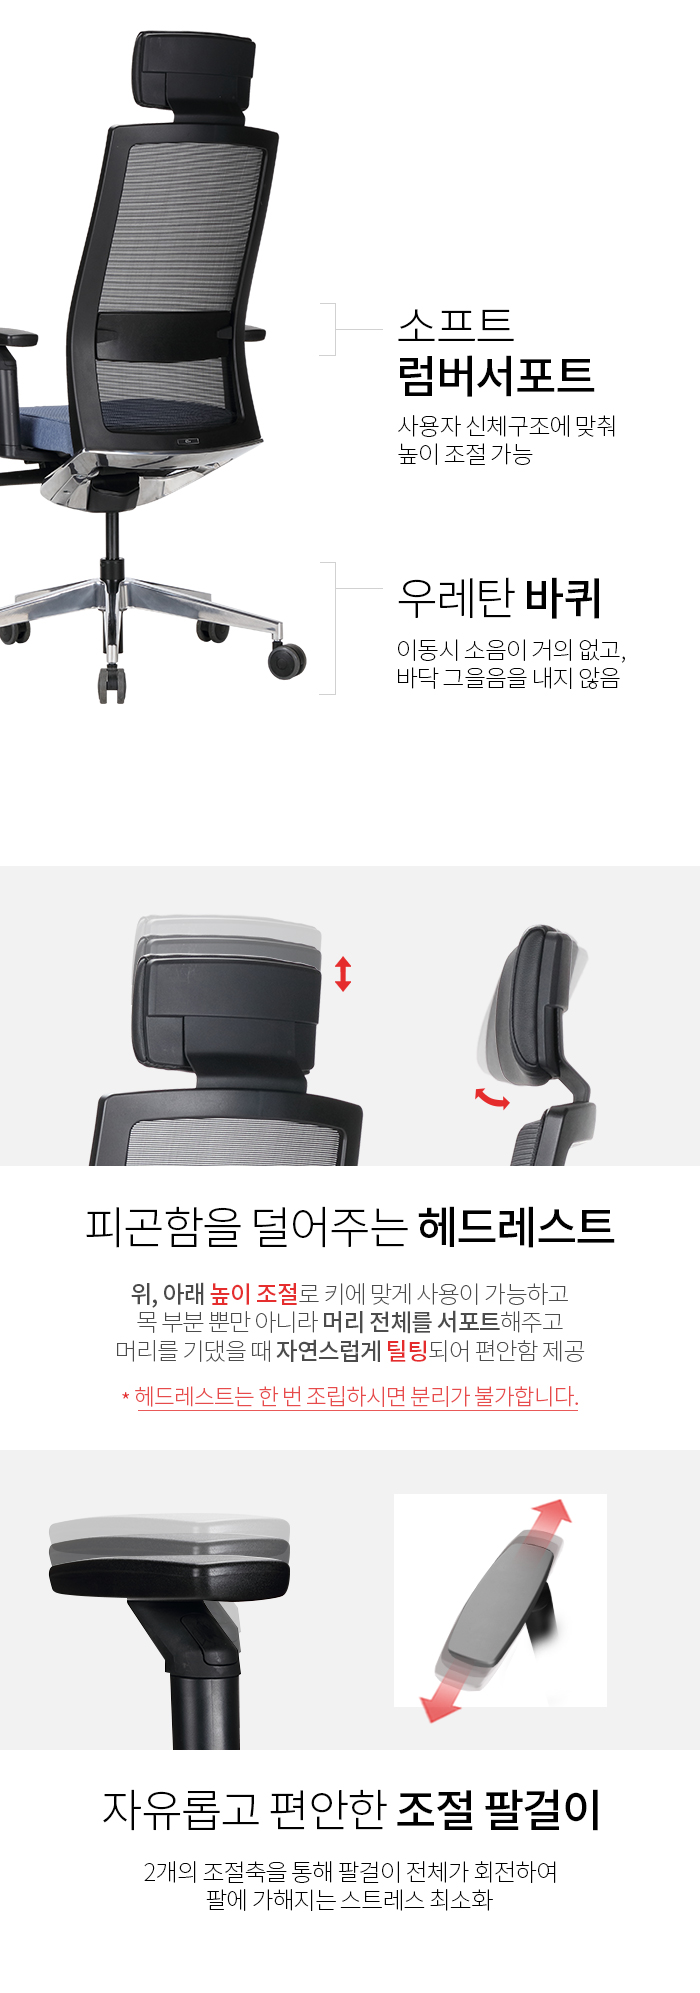 소프트
럼버서포트
사용자 신체구조에 맞춰
높이 조절 가능
우레탄 바퀴
이동시 소음이 거의 없고,
바닥 그을음을 내지 않음
피곤함을 덜어주는 헤드레스트
위, 아래 높이 조절로 키에 맞게 사용이 가능하고
목 부분 뿐만 아니라 머리 전체를 서포트해주고
머리를 기댔을 때 자연스럽게 틸팅되어 편안함 제공
* 헤드레스트는 한 번 조립하시면 분리가 불가합니다.
자유롭고 편안한 조절 팔걸이
2개의 조절축을 통해 팔걸이 전체가 회전하여
팔에 가해지는 스트레스 최소화